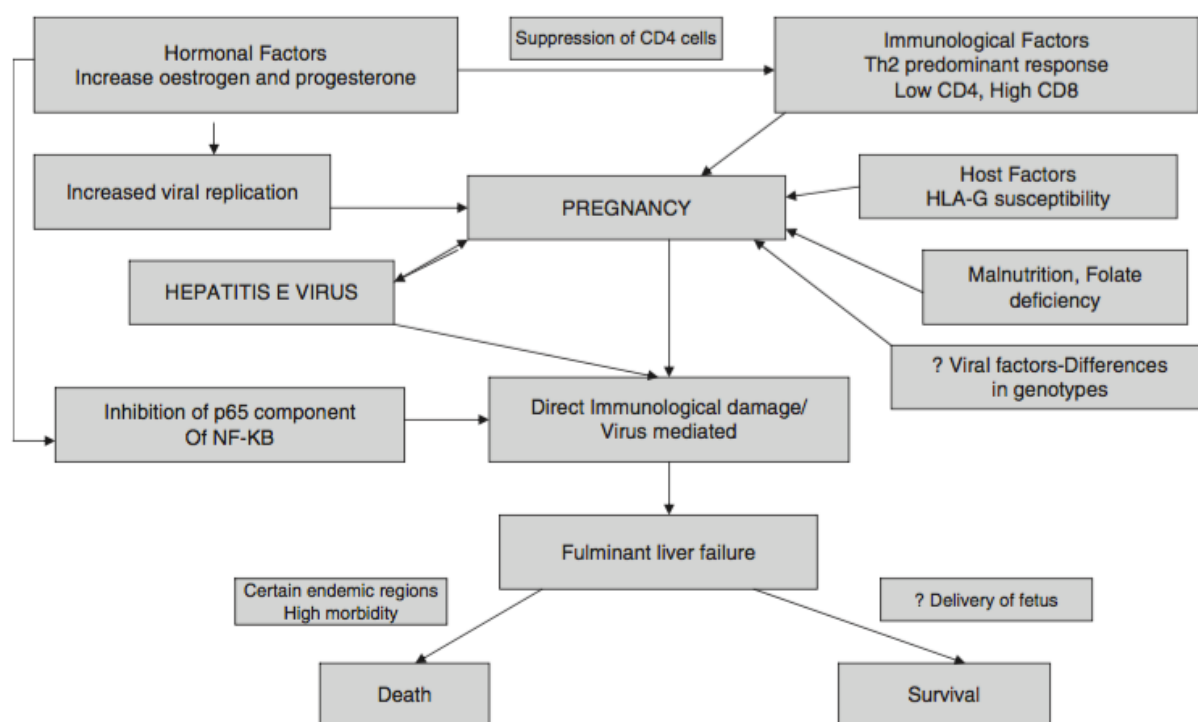 Hormonal Factors
Increase oestrogen and progesterone
Suppression of CD4 cells
Immunological Factors
Th2 predominant response
Low CD4, High CD8
Increased viral replication
PREGNANCY
Host Factors
HLA-G susceptibility
HEPATITIS E VIRUS
Malnutrition, Folate
deficiency
? Viral factors-Differences
in genotypes
Inhibition of p65 component
Of NF-KB
Direct Immunological damage/
Virus mediated
Fulminant liver failure
Certain endemic regions
High morbidity
? Delivery of fetus
Death
Survival